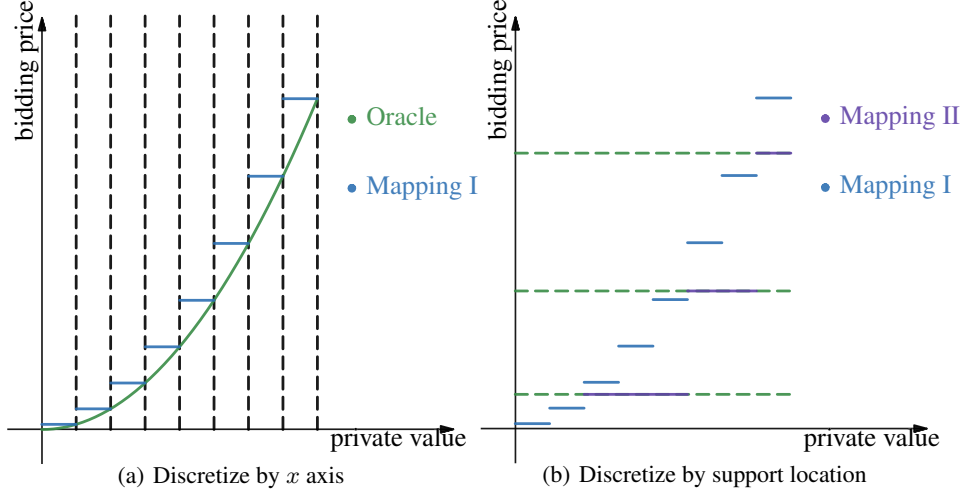 bidding price
Oracle
Mapping I
private value
(a) Discretize by x axis
bidding price
Mapping II
Mapping I
private value
(b) Discretize by support location